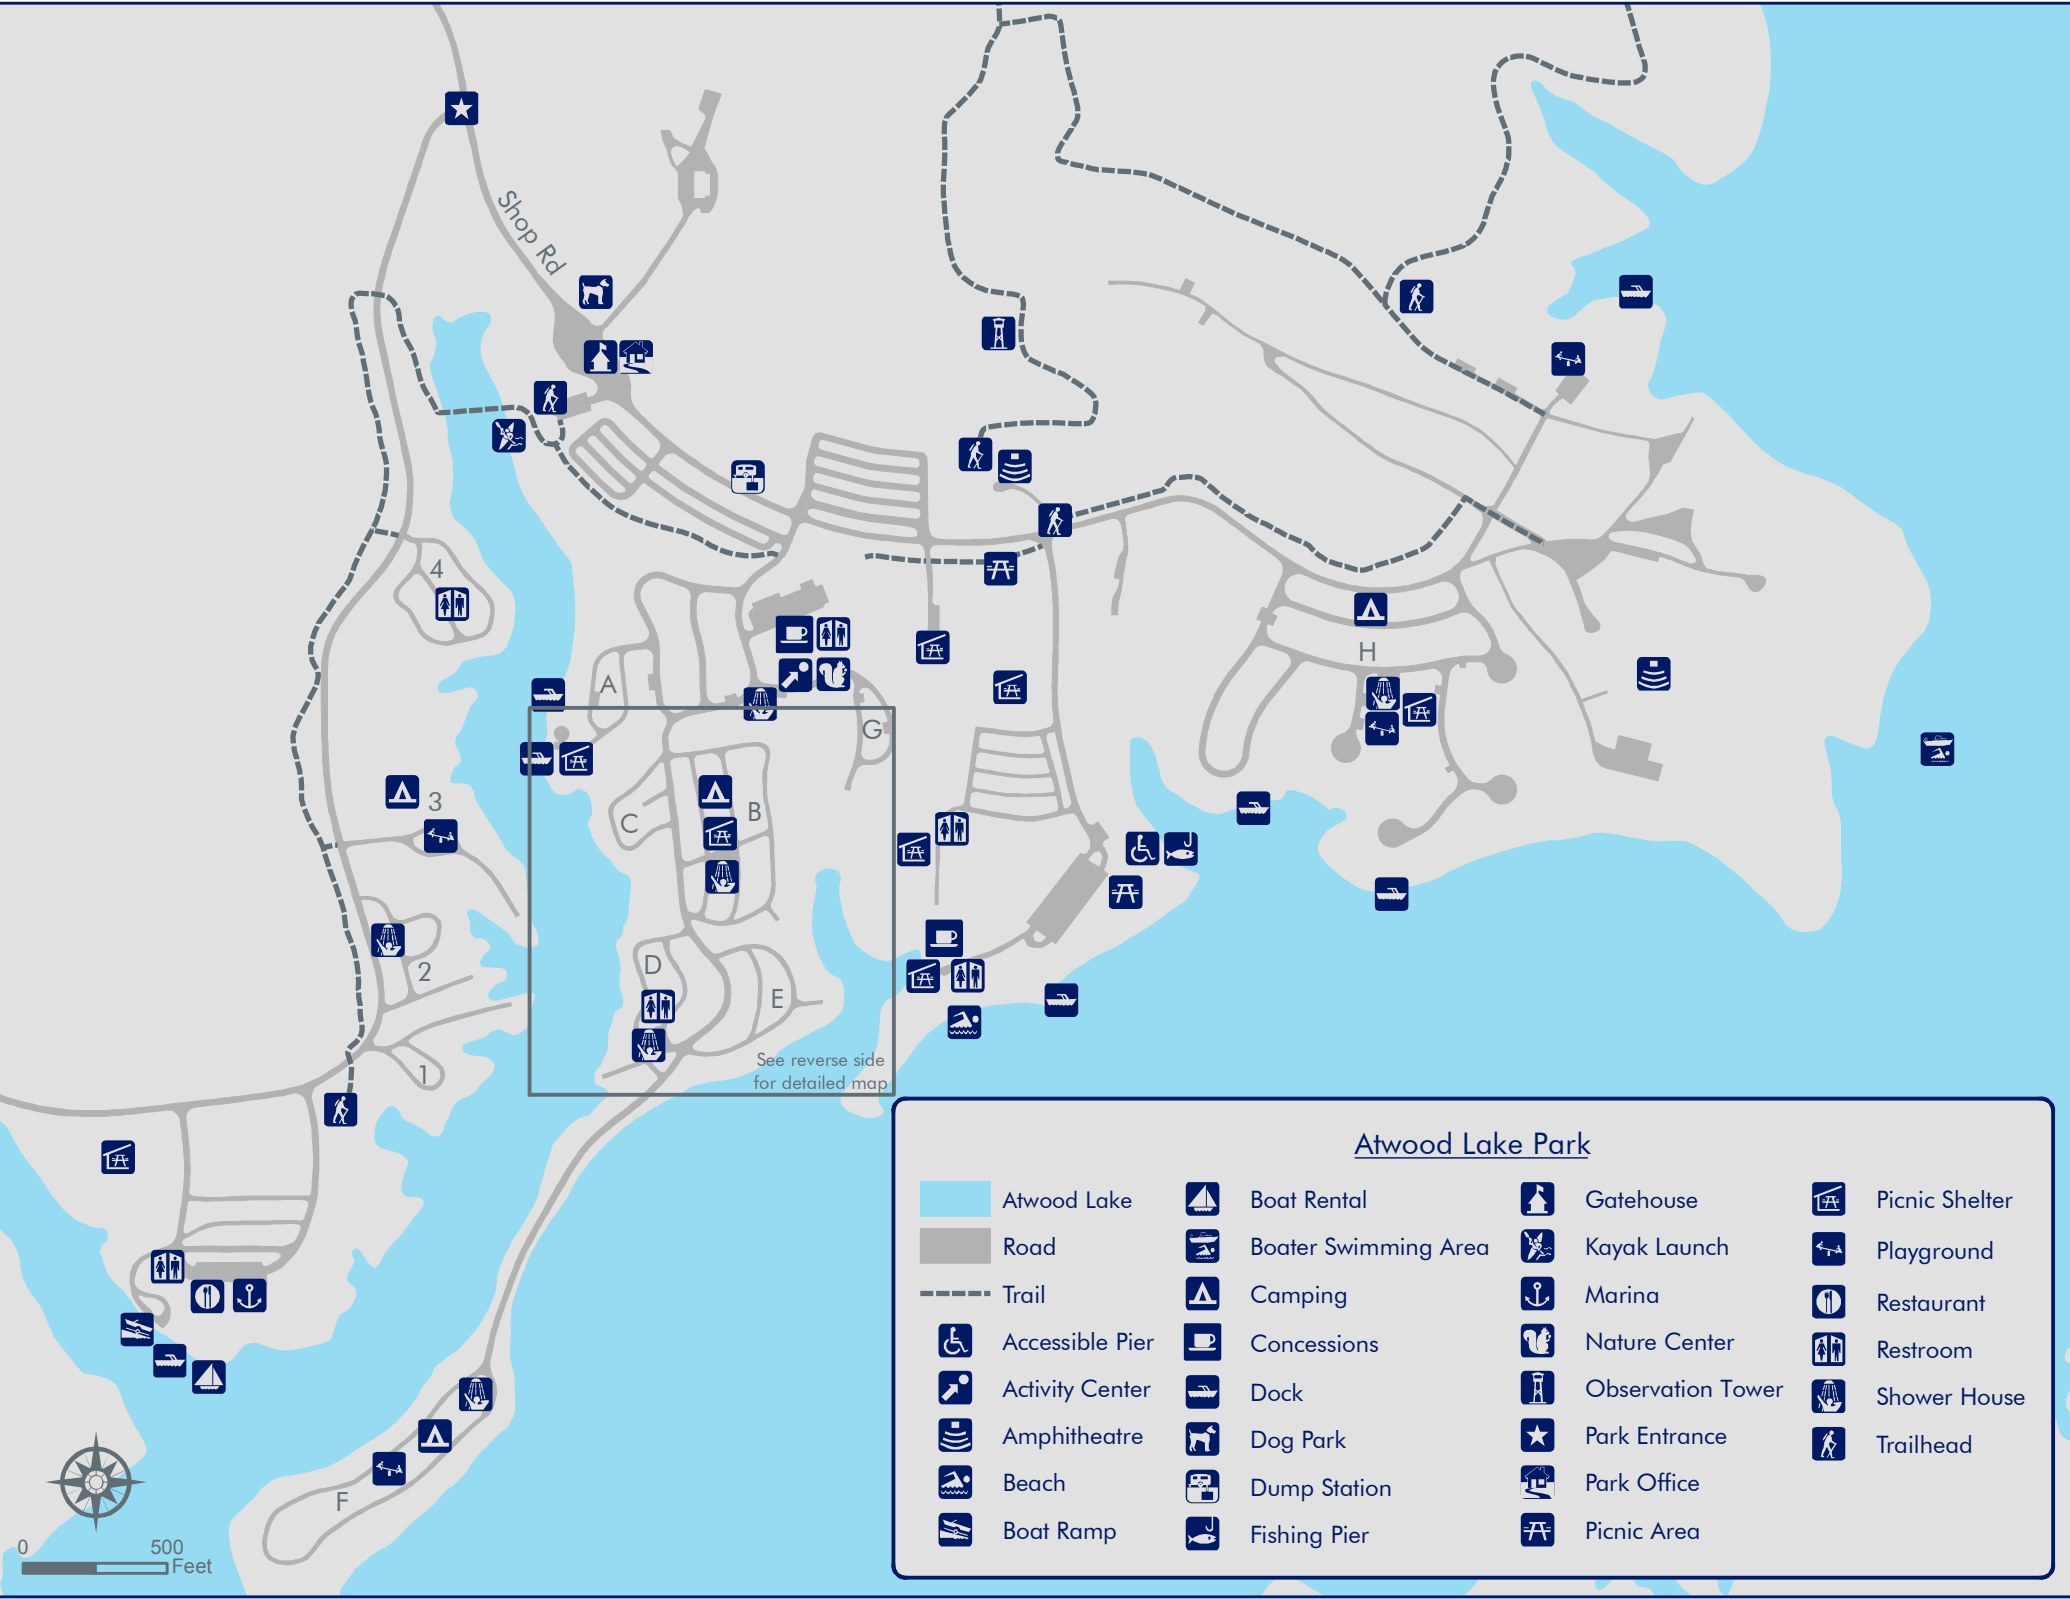 Shop Rd
4
A
G
H
3
B
C
2
D
E
1
See reverse side
for detailed map
F
0 500
Feet
Atwood Lake Park
Atwood Lake
Road
Trail
Accessible Pier
Activity Center
Amphitheatre
Beach
Boat Ramp
Boat Rental
Boater Swimming Area
Camping
Concessions
Dock
Dog Park
Dump Station
Fishing Pier
Gatehouse
Kayak Launch
Marina
Nature Center
Observation Tower
Park Entrance
Park Office
Picnic Area
Picnic Shelter
Playground
Restaurant
Restroom
Shower House
Trailhead